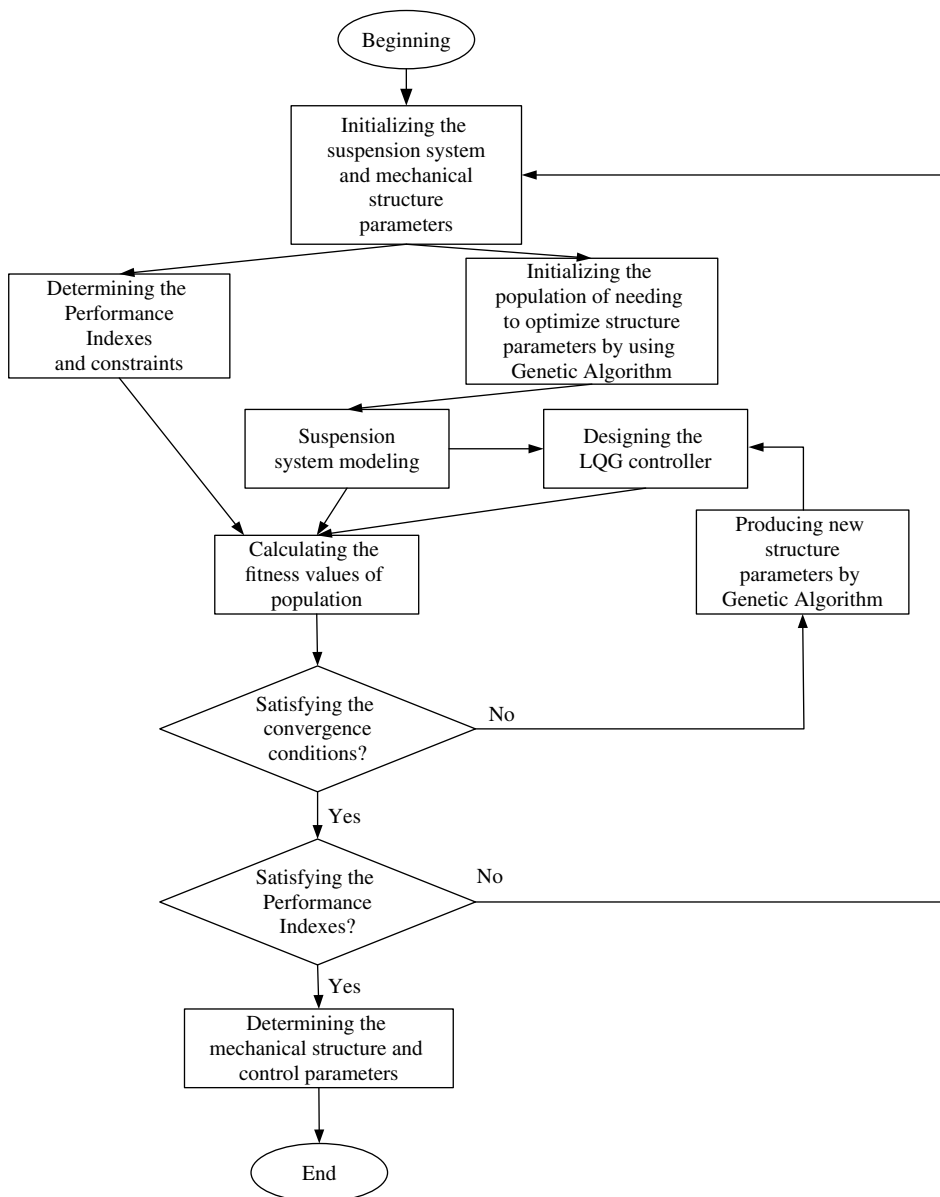 Beginning
Initializing the
suspension system
and mechanical
structure
parameters
Determining the
Performance
Indexes
and constraints
Initializing the
population of needing
to optimize structure
parameters by using
Genetic Algorithm
Suspension
system modeling
Designing the
LQG controller
Calculating the
fitness values of
population
Producing new
structure
parameters by
Genetic Algorithm
Satisfying the
convergence
conditions?
No
Yes
Satisfying the
Performance
Indexes?
No
Yes
Determining the
mechanical structure and
control parameters
End